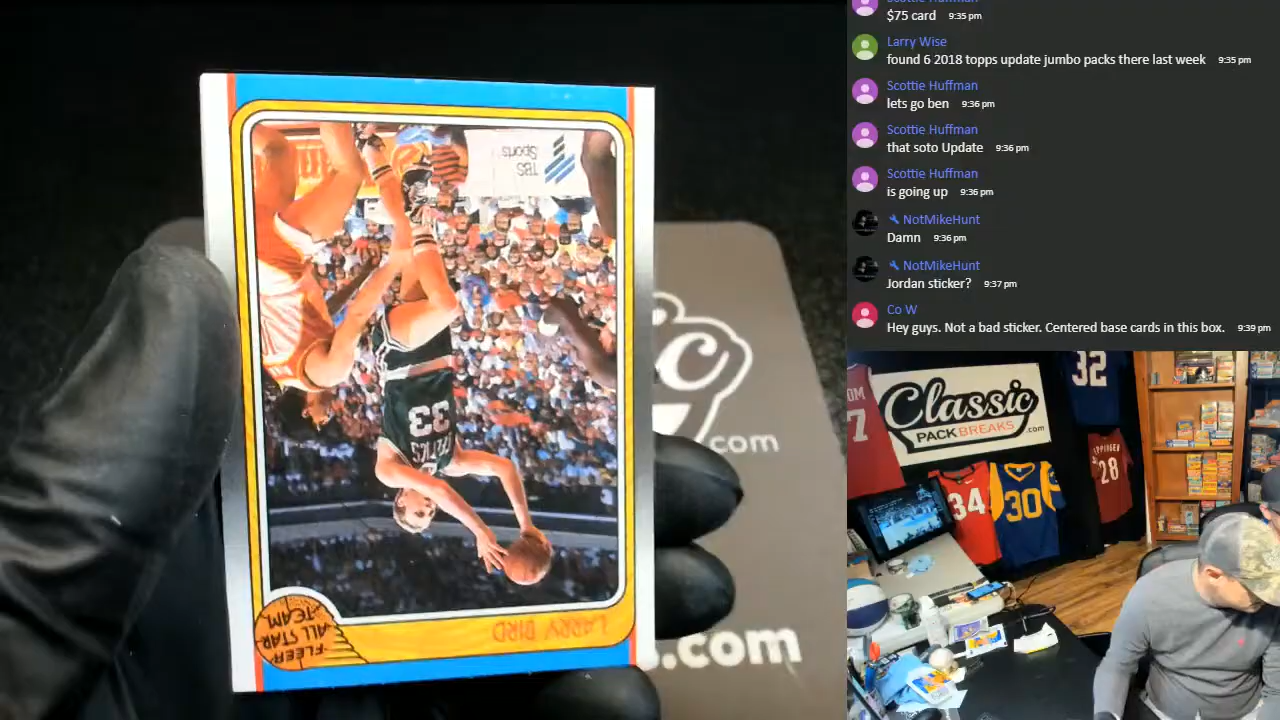 Scottie Huffman
$75 card 9:35 pm
Larry Wise
found 6 2018 topps update jumbo packs there last week 9:35 pm
Scottie Huffman
lets go ben 9:36 pm
Scottie Huffman
that soto Update 9:36 pm
Scottie Huffman
is going up 9:36 pm
NotMikeHunt
Damn 9:36 pm
NotMikeHunt
Jordan sticker? 9:37 pm
Co W
Hey guys. Not a bad sticker. Centered base cards in this box. 9:39 pm
LARRY BIRD
FLEER
ALL STAR
TEAM
33
TBS
Sports
.com
s.com
Classic
PACKBREAKS.com
32
7
34
30
28